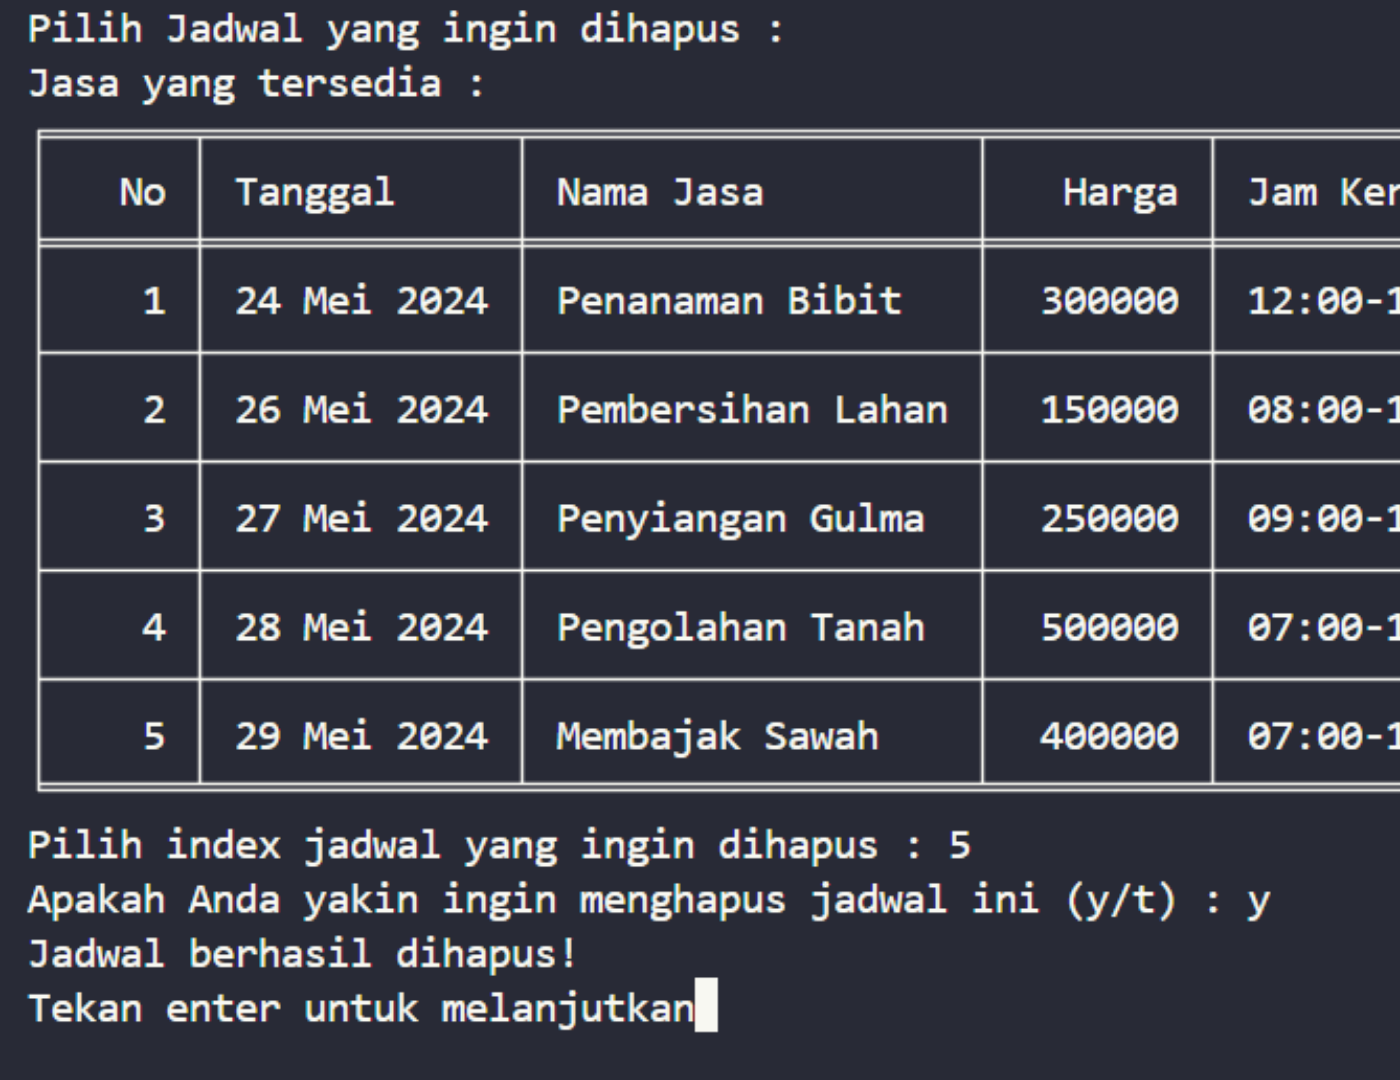 Pilih Jadwal yang ingin dihapus :
Jasa yang tersedia :
No Tanggal Nama Jasa Harga Jam Ker
1 24 Mei 2024 Penanaman Bibit 300000 12:00-1
2 26 Mei 2024 Pembersihan Lahan 150000 08:00-1
3 27 Mei 2024 Penyiangan Gulma 250000 09:00-1
4 28 Mei 2024 Pengolahan Tanah 500000 07:00-1
5 29 Mei 2024 Membajak Sawah 400000 07:00-1
Pilih index jadwal yang ingin dihapus : 5
Apakah Anda yakin ingin menghapus jadwal ini (y/t) : y
Jadwal berhasil dihapus!
Tekan enter untuk melanjutkan